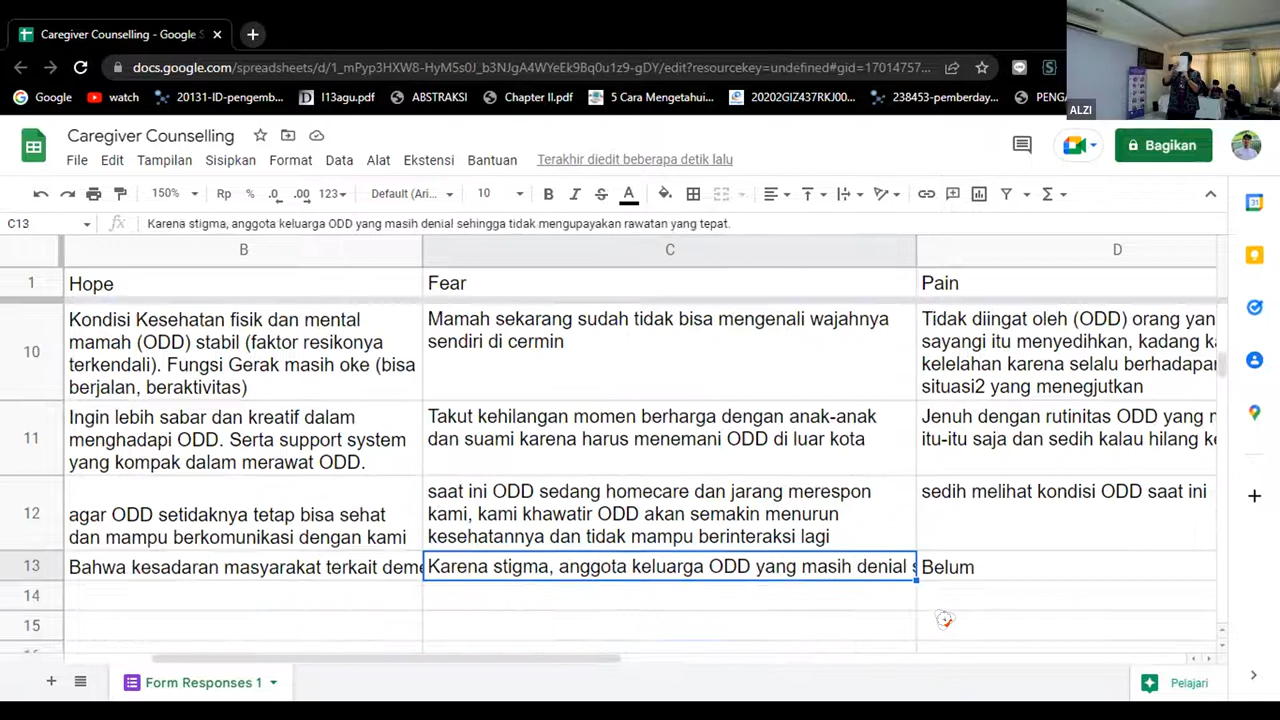 Caregiver Counselling - Google S
docs.google.com/spreadsheets/d/1_mPyp3HXW8-HyM5s0J_b3NJgA4WYeEk9Bq0u1z9-gDY/edit?resourcekey=undefined#gid=17014757...
Google watch 20131-ID-pengemb... l13agu.pdf ABSTRAKSI Chapter II.pdf 5 Cara Mengetahui... 20202GIZ437RKJ00... 238453-pemberday... PENG
ALZI
Caregiver Counselling
File Edit Tampilan Sisipkan Format Data Alat Ekstensi Bantuan Terakhir diedit beberapa detik lalu
Bagikan
150% Rp % .0 .00 123 Default (Ari... 10 B I S A
C13 fx Karena stigma, anggota keluarga ODD yang masih denial sehingga tidak mengupayakan rawatan yang tepat.
B C D
1 Hope Fear Pain
10
Kondisi Kesehatan fisik dan mental
mamah (ODD) stabil (faktor resikonya
terkendali). Fungsi Gerak masih oke (bisa
berjalan, beraktivitas)
Mamah sekarang sudah tidak bisa mengenali wajahnya
sendiri di cermin
Tidak diingat oleh (ODD) orang yan
sayangi itu menyedihkan, kadang ka
kelelahan karena selalu berhadapan
situasi2 yang menegjutkan
11
Ingin lebih sabar dan kreatif dalam
menghadapi ODD. Serta support system
yang kompak dalam merawat ODD.
Takut kehilangan momen berharga dengan anak-anak
dan suami karena harus menemani ODD di luar kota
Jenuh dengan rutinitas ODD yang m
itu-itu saja dan sedih kalau hilang ke
12
agar ODD setidaknya tetap bisa sehat
dan mampu berkomunikasi dengan kami
saat ini ODD sedang homecare dan jarang merespon
kami, kami khawatir ODD akan semakin menurun
kesehatannya dan tidak mampu berinteraksi lagi
sedih melihat kondisi ODD saat ini
13
Bahwa kesadaran masyarakat terkait deme
Karena stigma, anggota keluarga ODD yang masih denial s
Belum
14
15
Form Responses 1
Pelajari